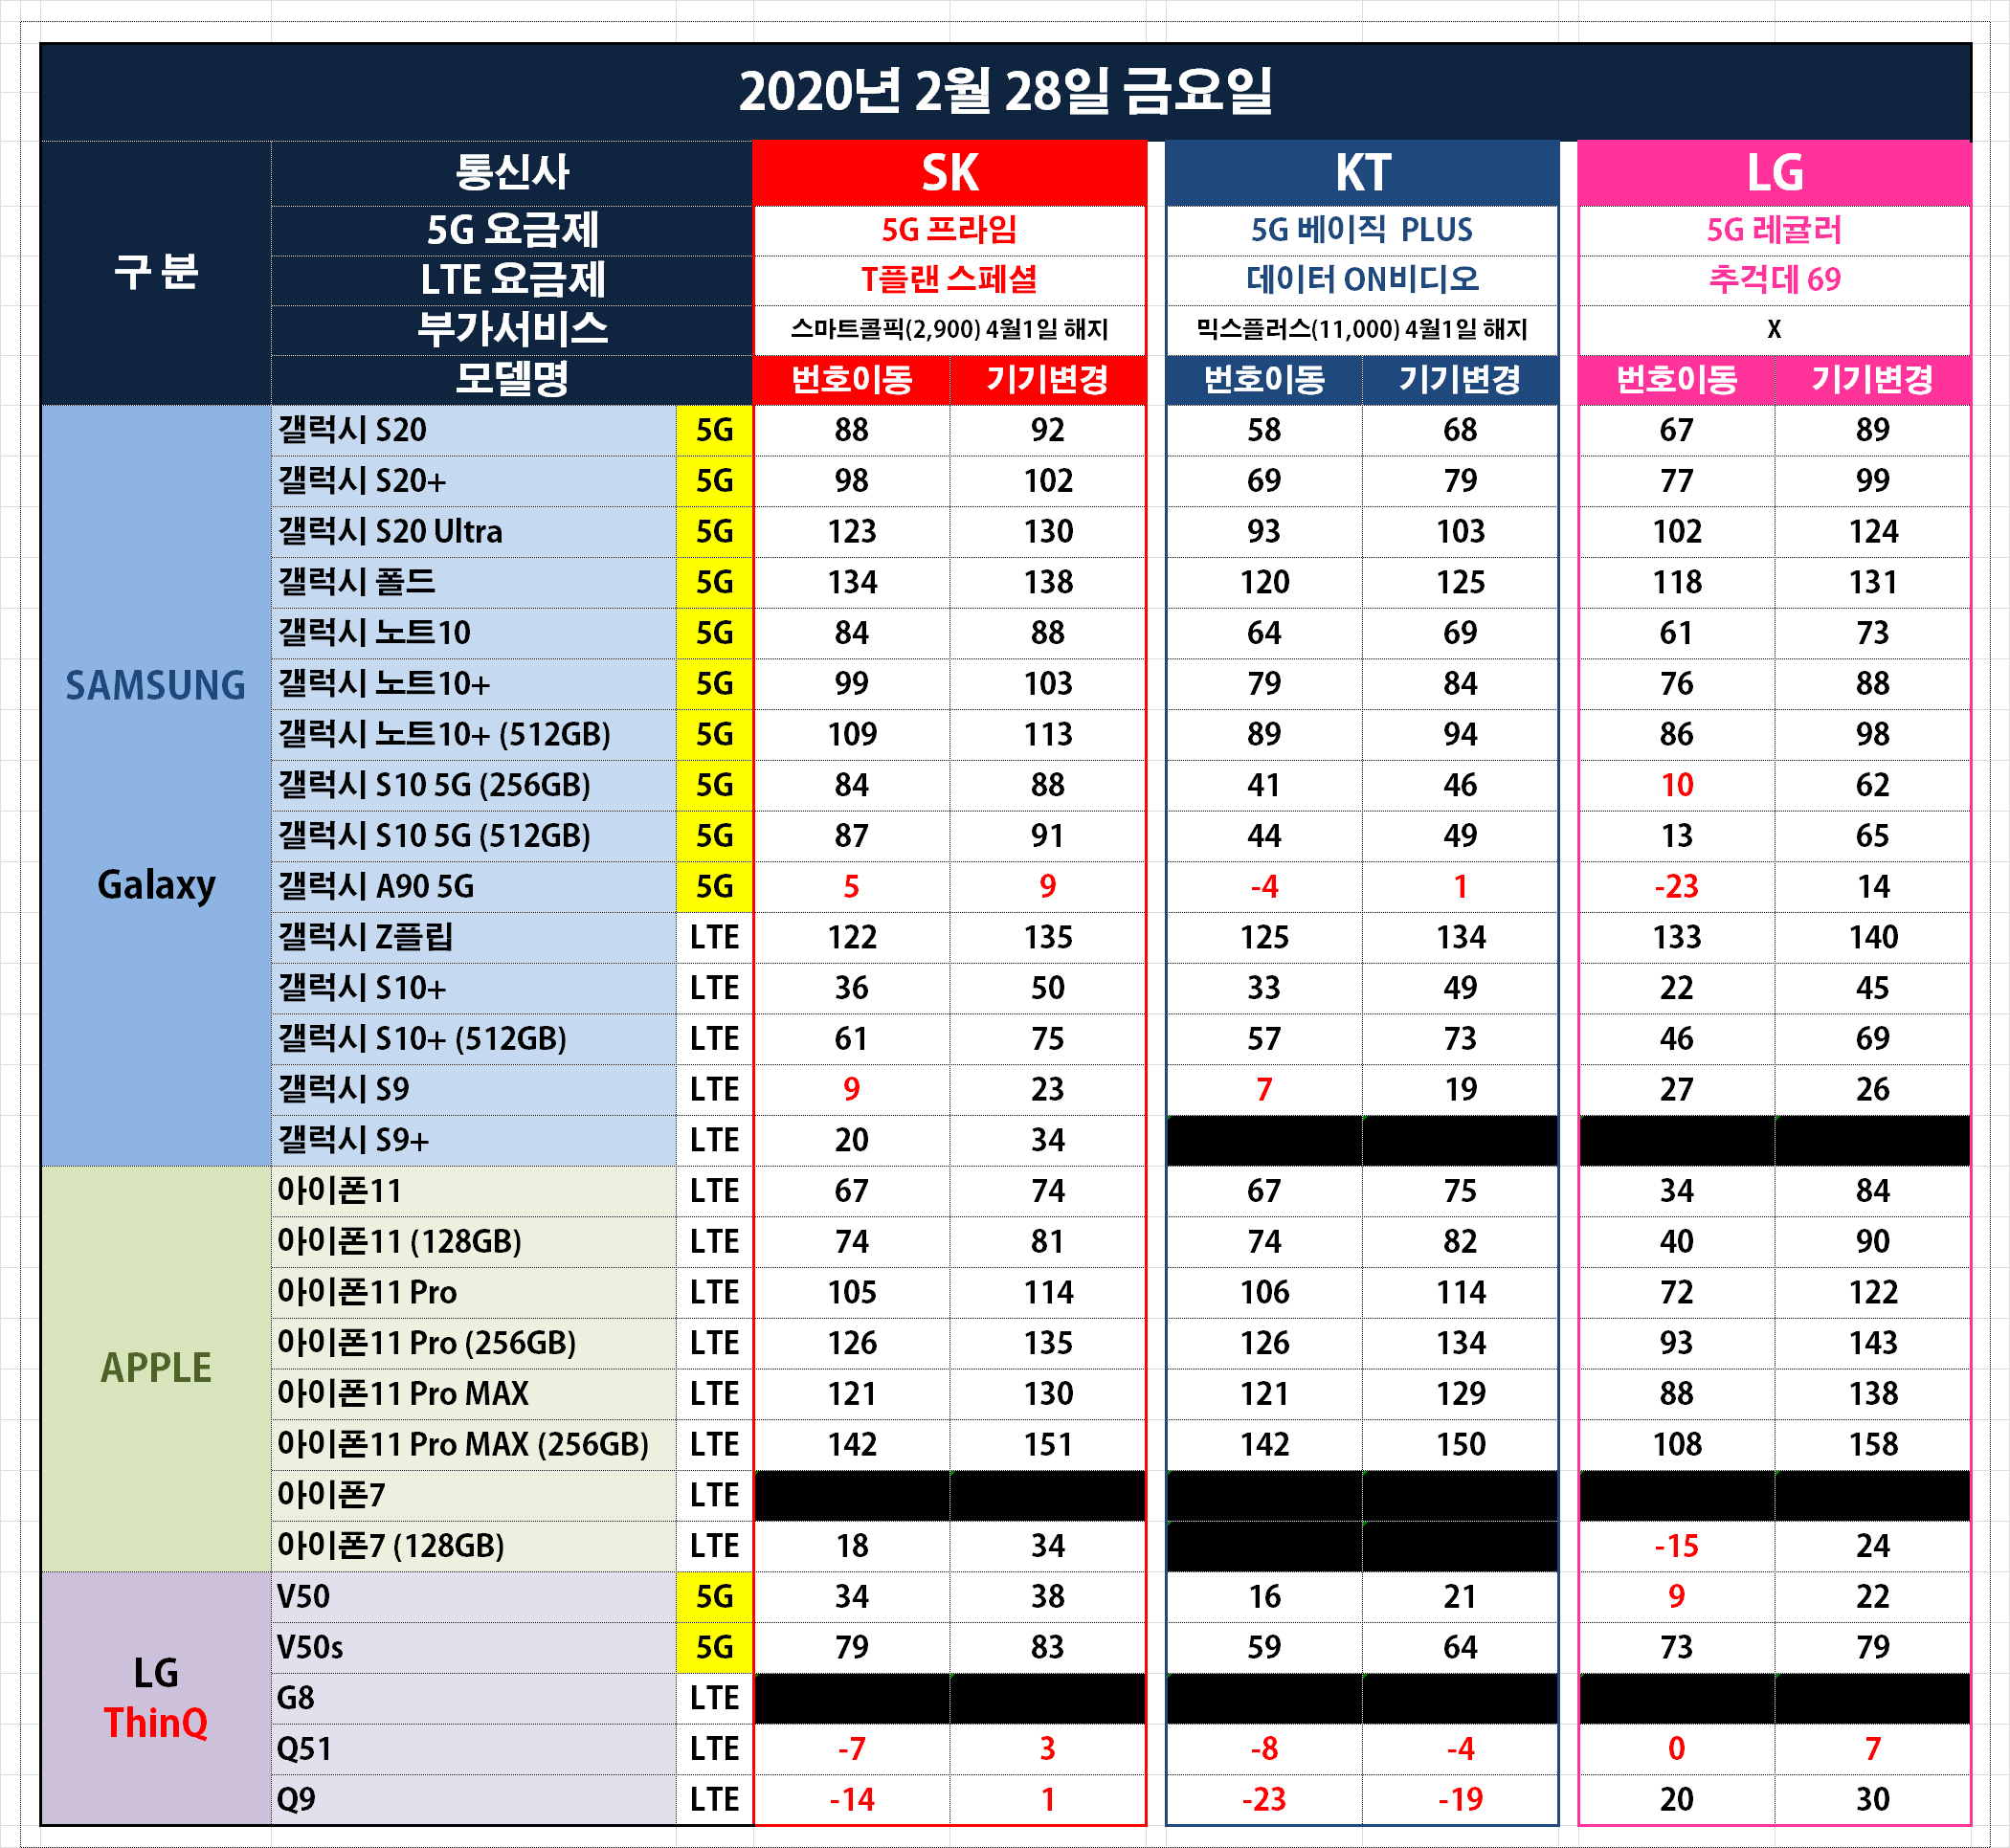 2020년 2월 28일 금요일
구 분 통신사 SK KT LG
5G 요금제 5G 프라임 5G 베이직 PLUS 5G 레귤러
LTE 요금제 T플랜 스페셜 데이터 ON비디오 추걱데 69
부가서비스 스마트콜픽(2,900) 4월1일 해지 믹스플러스(11,000) 4월1일 해지 X
모델명 번호이동 기기변경 번호이동 기기변경 번호이동 기기변경
SAMSUNG
Galaxy
갤럭시 S20 5G 88 92 58 68 67 89
갤럭시 S20+ 5G 98 102 69 79 77 99
갤럭시 S20 Ultra 5G 123 130 93 103 102 124
갤럭시 폴드 5G 134 138 120 125 118 131
갤럭시 노트10 5G 84 88 64 69 61 73
갤럭시 노트10+ 5G 99 103 79 84 76 88
갤럭시 노트10+ (512GB) 5G 109 113 89 94 86 98
갤럭시 S10 5G (256GB) 5G 84 88 41 46 10 62
갤럭시 S10 5G (512GB) 5G 87 91 44 49 13 65
갤럭시 A90 5G 5G 5 9 -4 1 -23 14
갤럭시 Z플립 LTE 122 135 125 134 133 140
갤럭시 S10+ LTE 36 50 33 49 22 45
갤럭시 S10+ (512GB) LTE 61 75 57 73 46 69
갤럭시 S9 LTE 9 23 7 19 27 26
갤럭시 S9+ LTE 20 34
APPLE
아이폰11 LTE 67 74 67 75 34 84
아이폰11 (128GB) LTE 74 81 74 82 40 90
아이폰11 Pro LTE 105 114 106 114 72 122
아이폰11 Pro (256GB) LTE 126 135 126 134 93 143
아이폰11 Pro MAX LTE 121 130 121 129 88 138
아이폰11 Pro MAX (256GB) LTE 142 151 142 150 108 158
아이폰7 LTE
아이폰7 (128GB) LTE 18 34 -15 24
LG
ThinQ
V50 5G 34 38 16 21 9 22
V50s 5G 79 83 59 64 73 79
G8 LTE
Q51 LTE -7 3 -8 -4 0 7
Q9 LTE -14 1 -23 -19 20 30